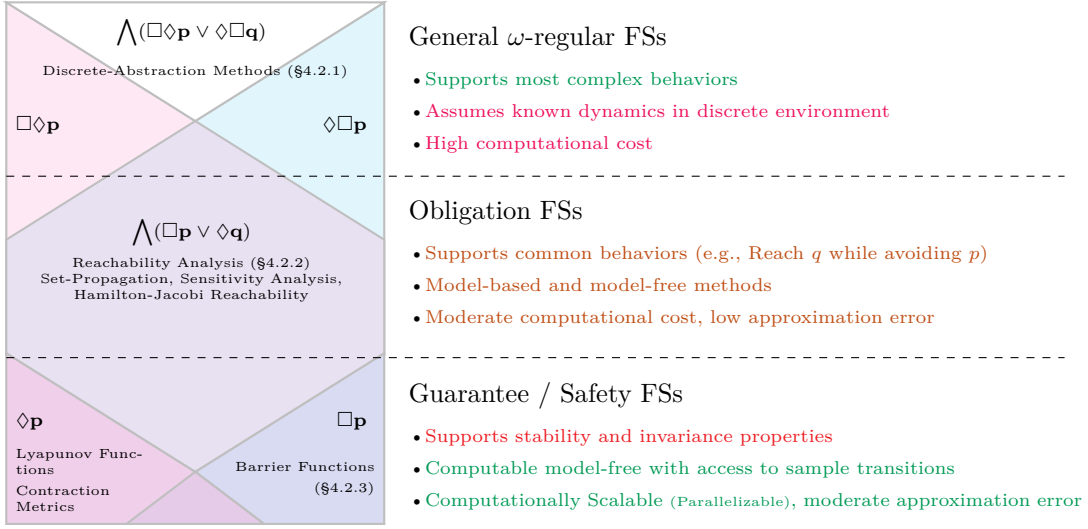 ⋀(□◊p ∨ ◊□q)
Discrete-Abstraction Methods (§4.2.1)
□◊p
◊□p
⋀(□p ∨ ◊q)
Reachability Analysis (§4.2.2)
Set-Propagation, Sensitivity Analysis,
Hamilton-Jacobi Reachability
◊p
Lyapunov Func-
tions
Contraction
Metrics
□p
Barrier Functions
(§4.2.3)
General ω-regular FSs
• Supports most complex behaviors
• Assumes known dynamics in discrete environment
• High computational cost
Obligation FSs
• Supports common behaviors (e.g., Reach q while avoiding p)
• Model-based and model-free methods
• Moderate computational cost, low approximation error
Guarantee / Safety FSs
• Supports stability and invariance properties
• Computable model-free with access to sample transitions
• Computationally Scalable (Parallelizable), moderate approximation error